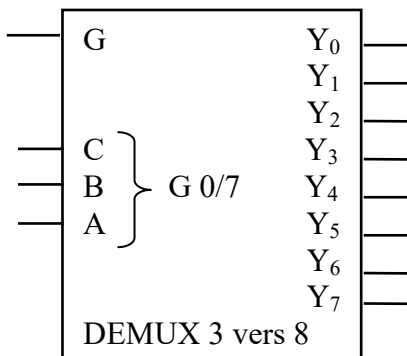 G Y₀
Y₁
Y₂
C Y₃
B G 0/7 Y₄
A Y₅
Y₆
Y₇
DEMUX 3 vers 8